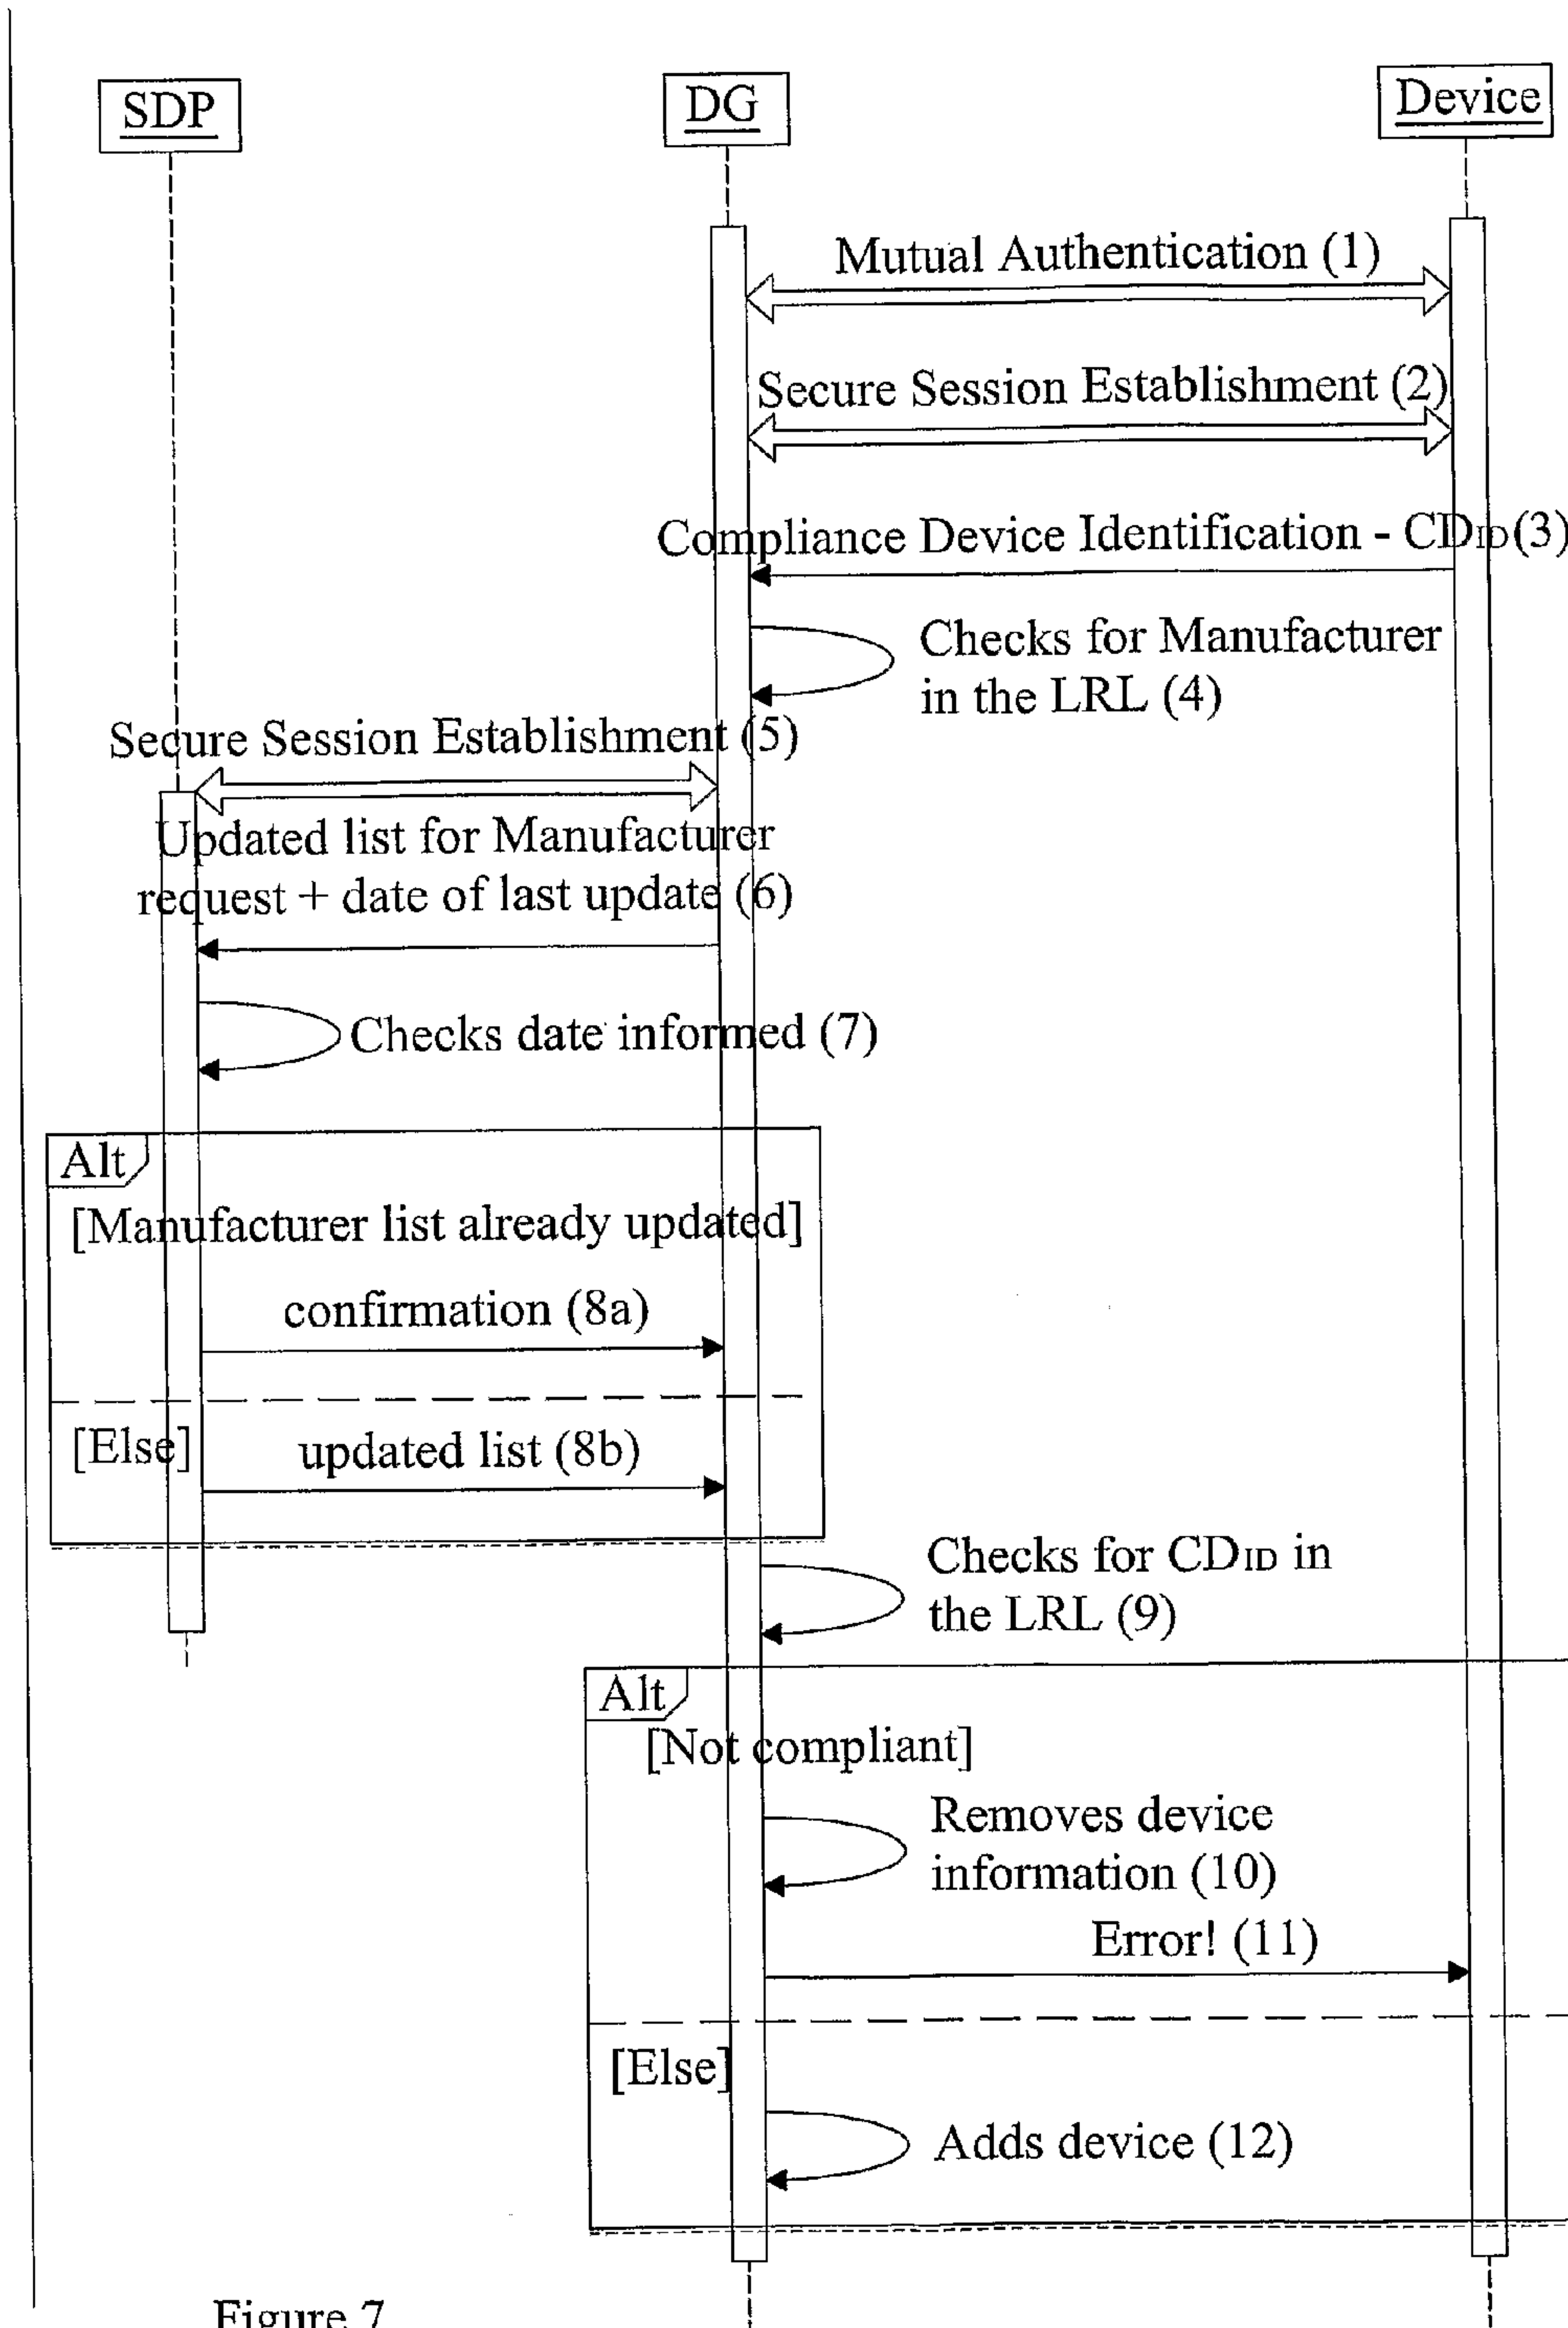 SDP
DG
Device
Mutual Authentication (1)
Secure Session Establishment (2)
Compliance Device Identification - CDID(3)
Checks for Manufacturer
in the LRL (4)
Secure Session Establishment (5)
Updated list for Manufacturer
request + date of last update (6)
Checks date informed (7)
Alt
[Manufacturer list already updated]
confirmation (8a)
[Else]
updated list (8b)
Checks for CDID in
the LRL (9)
Alt
[Not compliant]
Removes device
information (10)
Error! (11)
[Else]
Adds device (12)
Figure 7